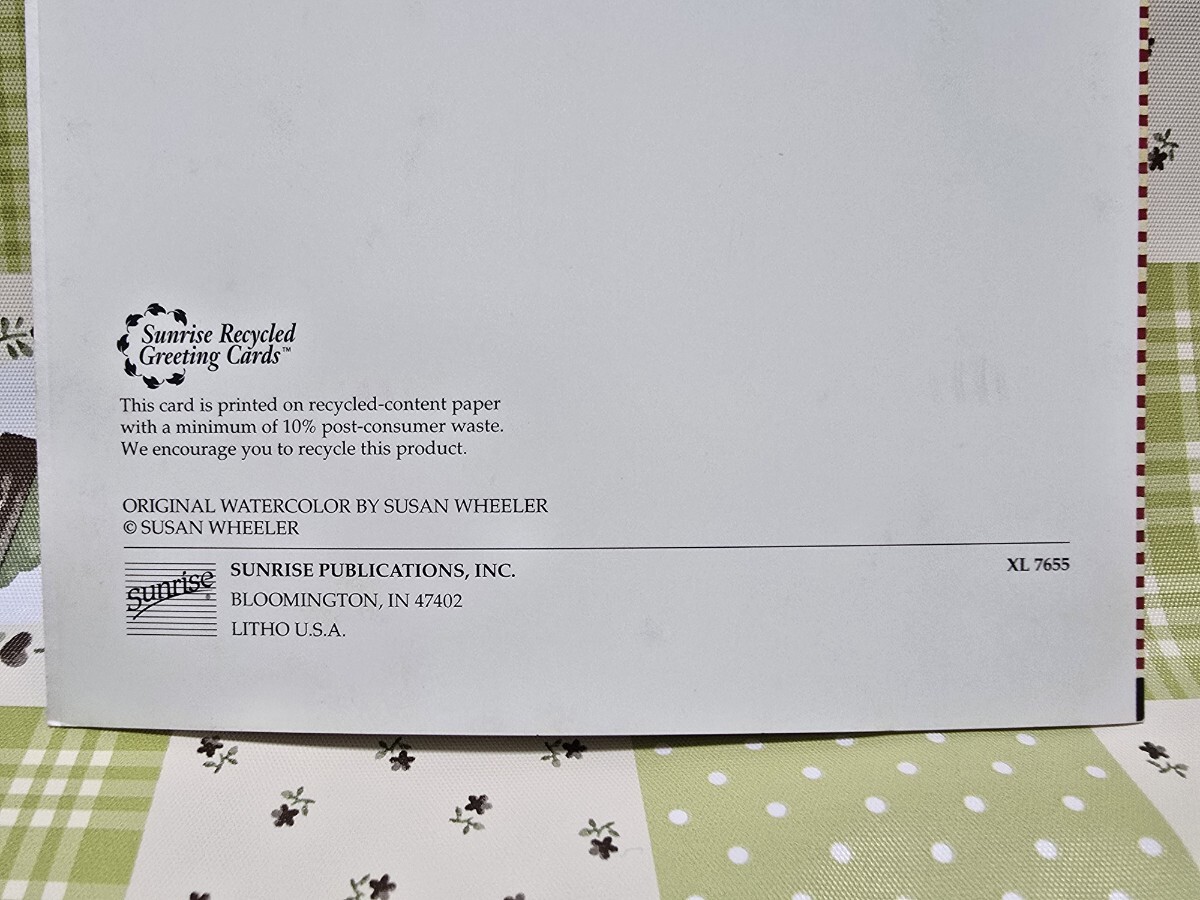 Sunrise Recycled
Greeting Cards™
This card is printed on recycled-content paper
with a minimum of 10% post-consumer waste.
We encourage you to recycle this product.
ORIGINAL WATERCOLOR BY SUSAN WHEELER
© SUSAN WHEELER
sunrise®
SUNRISE PUBLICATIONS, INC.
BLOOMINGTON, IN 47402
LITHO U.S.A.
XL 7655